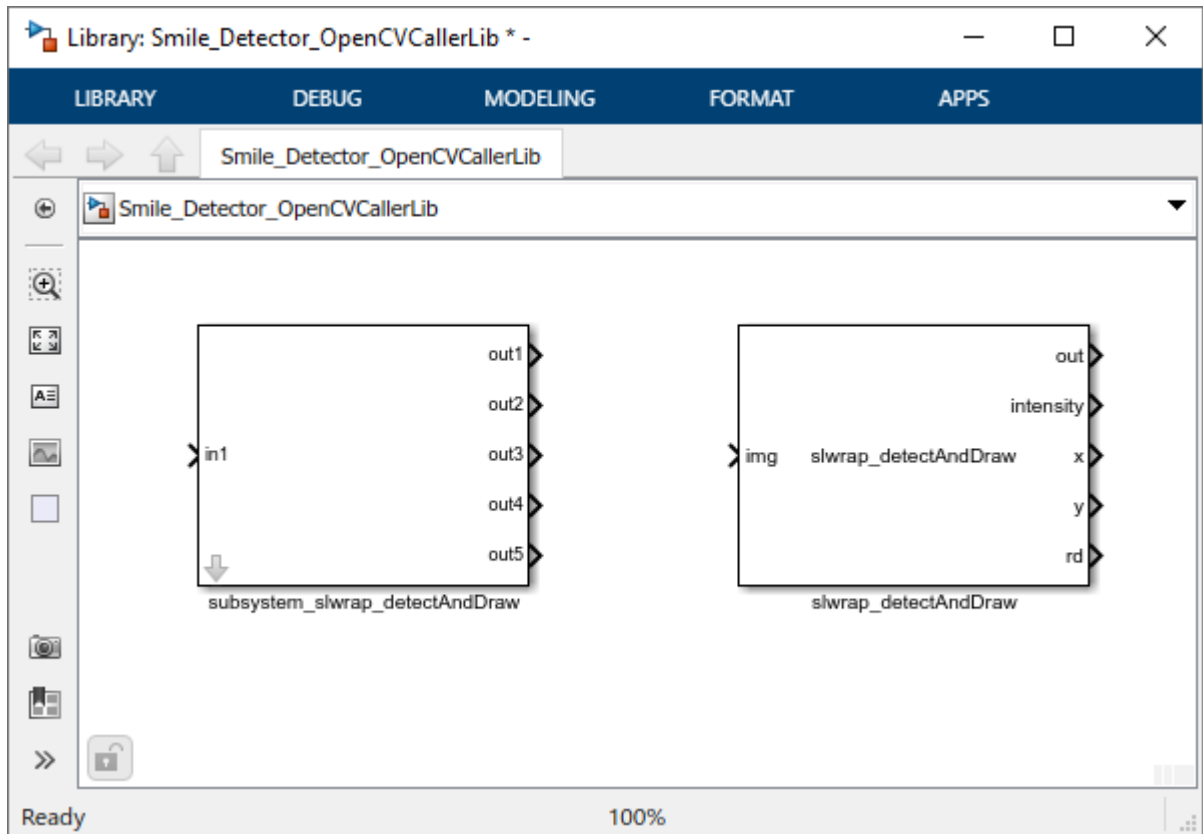 Library: Smile_Detector_OpenCVCallerLib * -
LIBRARY DEBUG MODELING FORMAT APPS
Smile_Detector_OpenCVCallerLib
Smile_Detector_OpenCVCallerLib
in1
out1
out2
out3
out4
out5
subsystem_slwrap_detectAndDraw
img
slwrap_detectAndDraw
out
intensity
x
y
rd
slwrap_detectAndDraw
Ready 100%